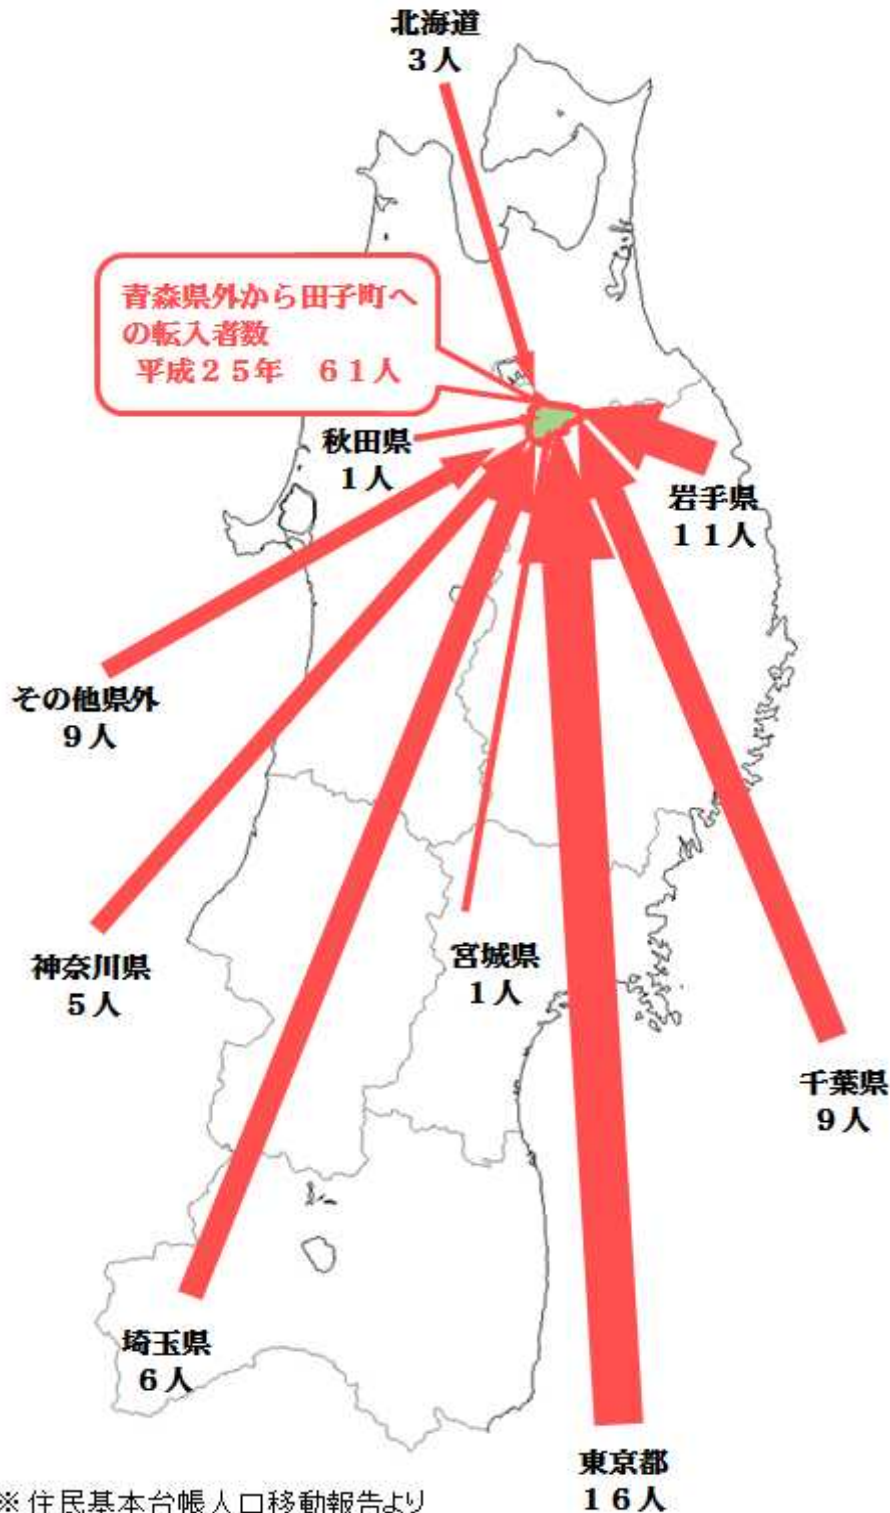 北海道
３人
青森県外から田子町へ
の転入者数
平成２５年　６１人
秋田県
１人
岩手県
１１人
その他県外
９人
神奈川県
５人
宮城県
１人
千葉県
９人
埼玉県
６人
東京都
１６人
※住民基本台帳人口移動報告より